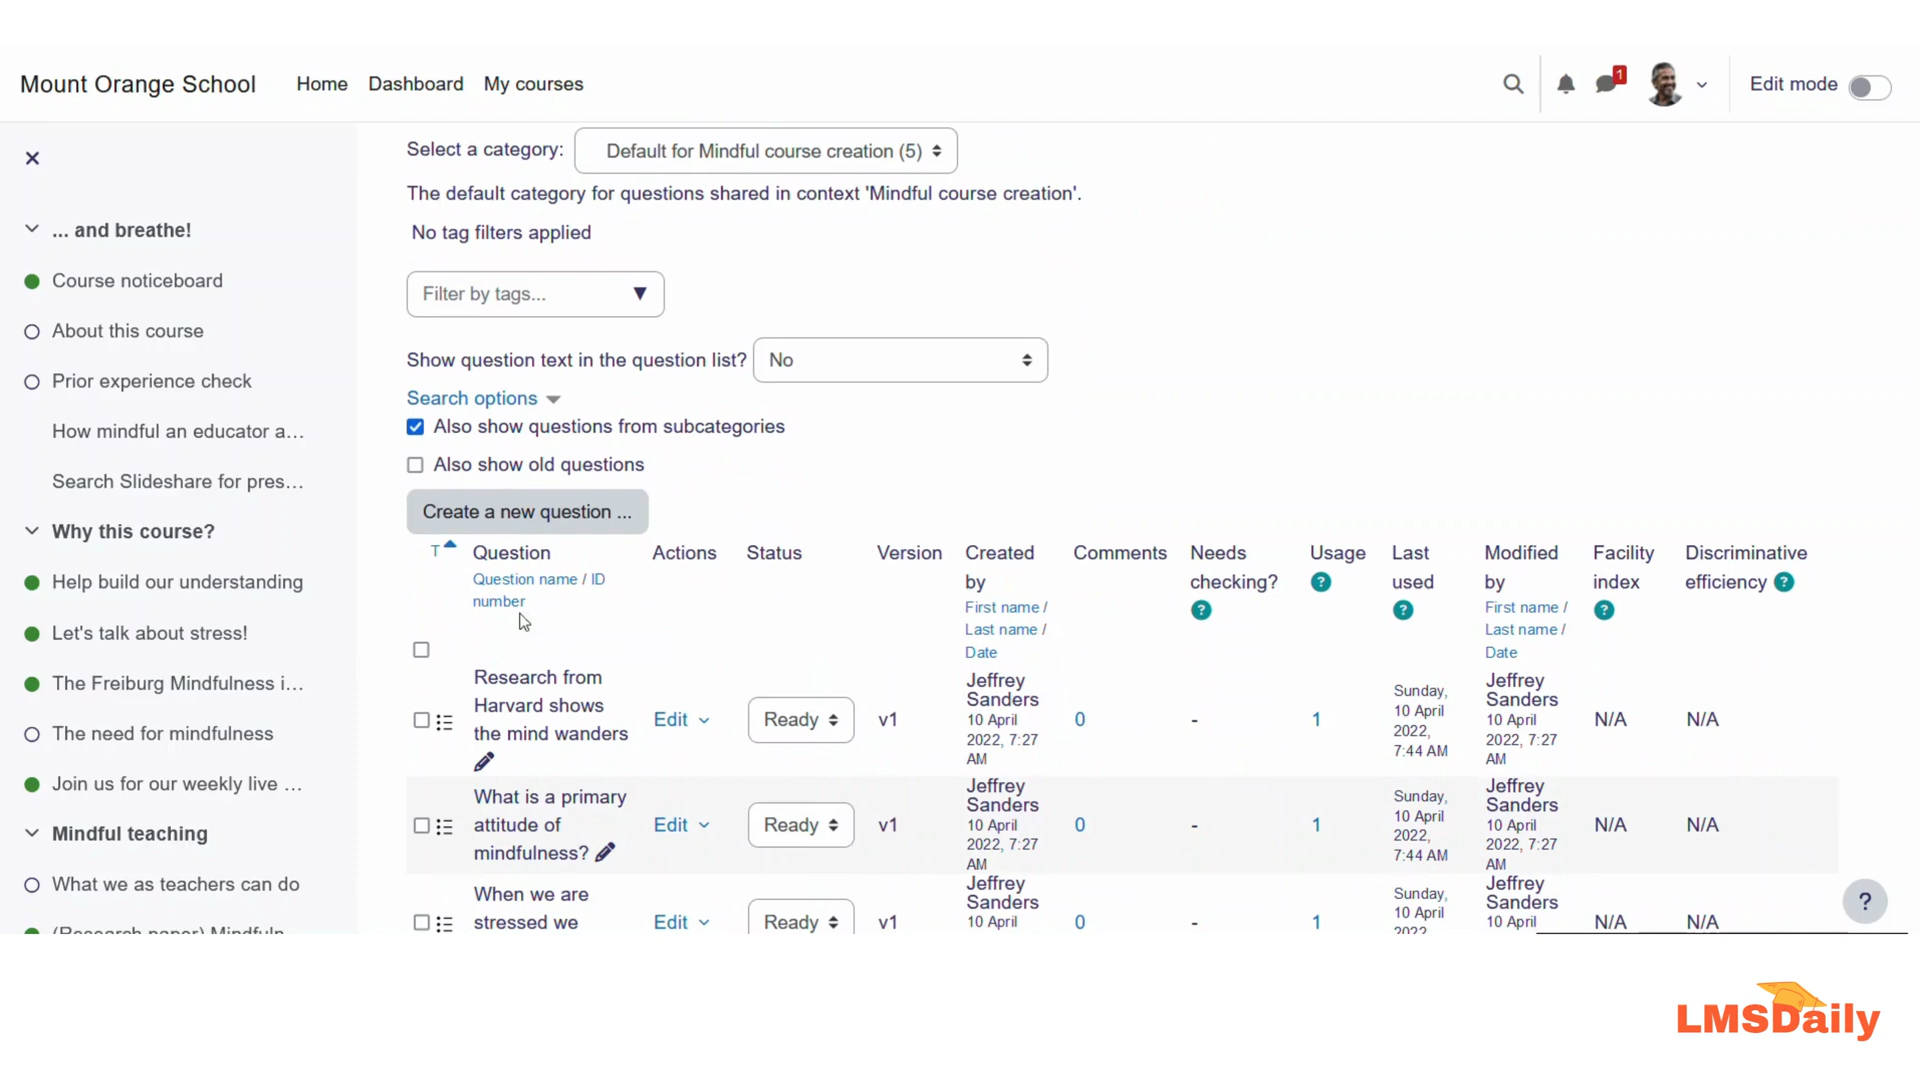 Mount Orange School Home Dashboard My courses 1 Edit mode
Select a category: Default for Mindful course creation (5)
The default category for questions shared in context 'Mindful course creation'.
No tag filters applied
Filter by tags...
Show question text in the question list? No
Search options
Also show questions from subcategories
Also show old questions
Create a new question ...
... and breathe!
Course noticeboard
About this course
Prior experience check
How mindful an educator a...
Search Slideshare for pres...
Why this course?
Help build our understanding
Let's talk about stress!
The Freiburg Mindfulness i...
The need for mindfulness
Join us for our weekly live ...
Mindful teaching
What we as teachers can do
(Research paper) Mindfuln
T Question Actions Status Version Created Comments Needs Usage Last Modified Facility Discriminative
by checking? ? used by index ? efficiency ?
Question name / ID
number
First name / ? ? First name / ?
Last name / Last name /
Date Date
Research from
Harvard shows
the mind wanders
Edit Ready v1
Jeffrey
Sanders
10 April
2022, 7:27
AM
0 - 1
Sunday,
10 April
2022,
7:44 AM
Jeffrey
Sanders
10 April
2022, 7:27
AM
N/A N/A
What is a primary
attitude of
mindfulness?
Edit Ready v1
Jeffrey
Sanders
10 April
2022, 7:27
AM
0 - 1
Sunday,
10 April
2022,
7:44 AM
Jeffrey
Sanders
10 April
2022, 7:27
AM
N/A N/A
When we are
stressed we
Edit Ready v1
Jeffrey
Sanders
10 April
0 - 1
Sunday,
10 April
2022
Jeffrey
Sanders
10 April
N/A N/A
?
LMSDaily